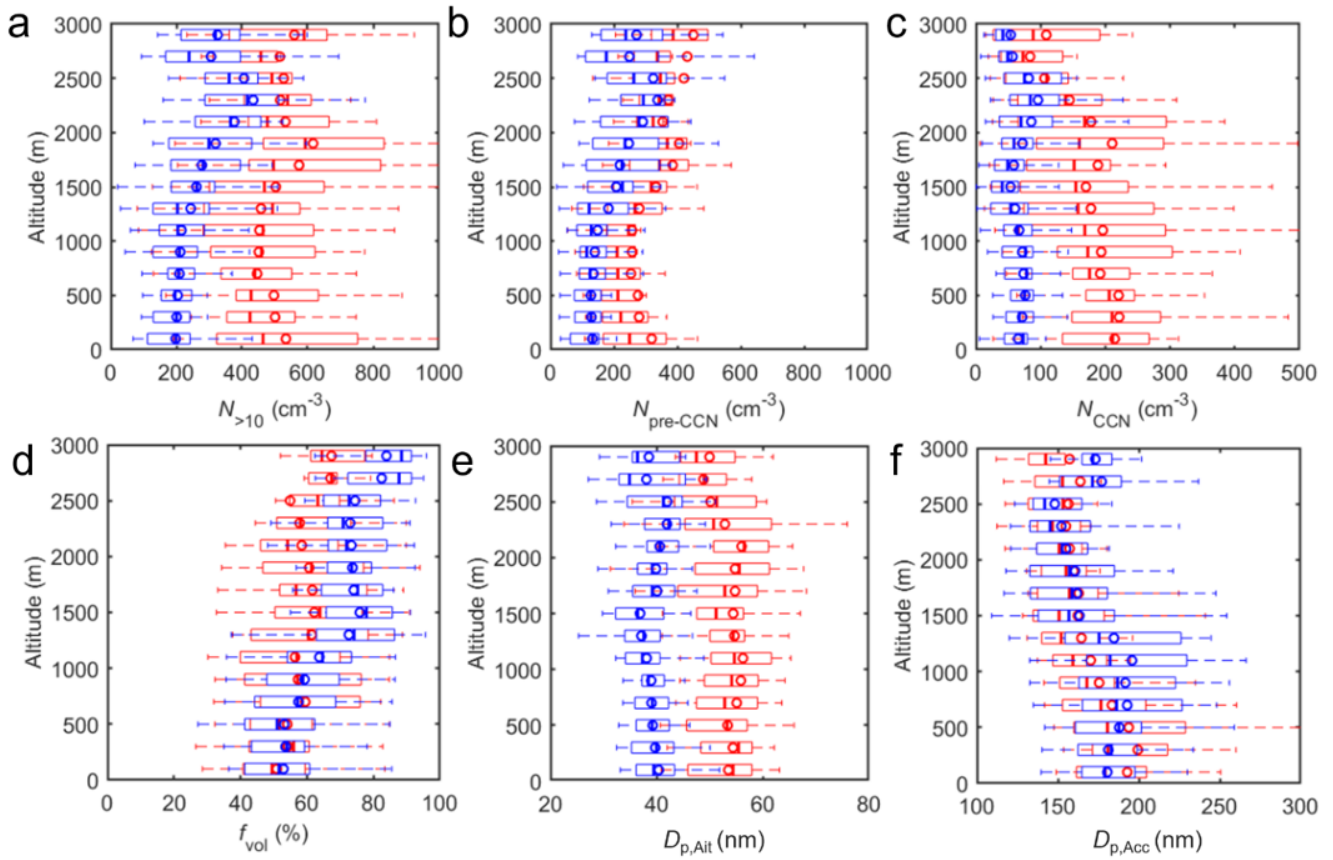 a
3000
2500
2000
1500
1000
500
0
Altitude (m)
0 200 400 600 800 1000
N>10 (cm-3)
b
3000
2500
2000
1500
1000
500
0
Altitude (m)
0 200 400 600 800 1000
Npre-CCN (cm-3)
c
3000
2500
2000
1500
1000
500
0
Altitude (m)
0 100 200 300 400 500
NCCN (cm-3)
d
3000
2500
2000
1500
1000
500
0
Altitude (m)
0 20 40 60 80 100
fvol (%)
e
3000
2500
2000
1500
1000
500
0
Altitude (m)
20 40 60 80
Dp,Ait (nm)
f
3000
2500
2000
1500
1000
500
0
Altitude (m)
100 150 200 250 300
Dp,Acc (nm)